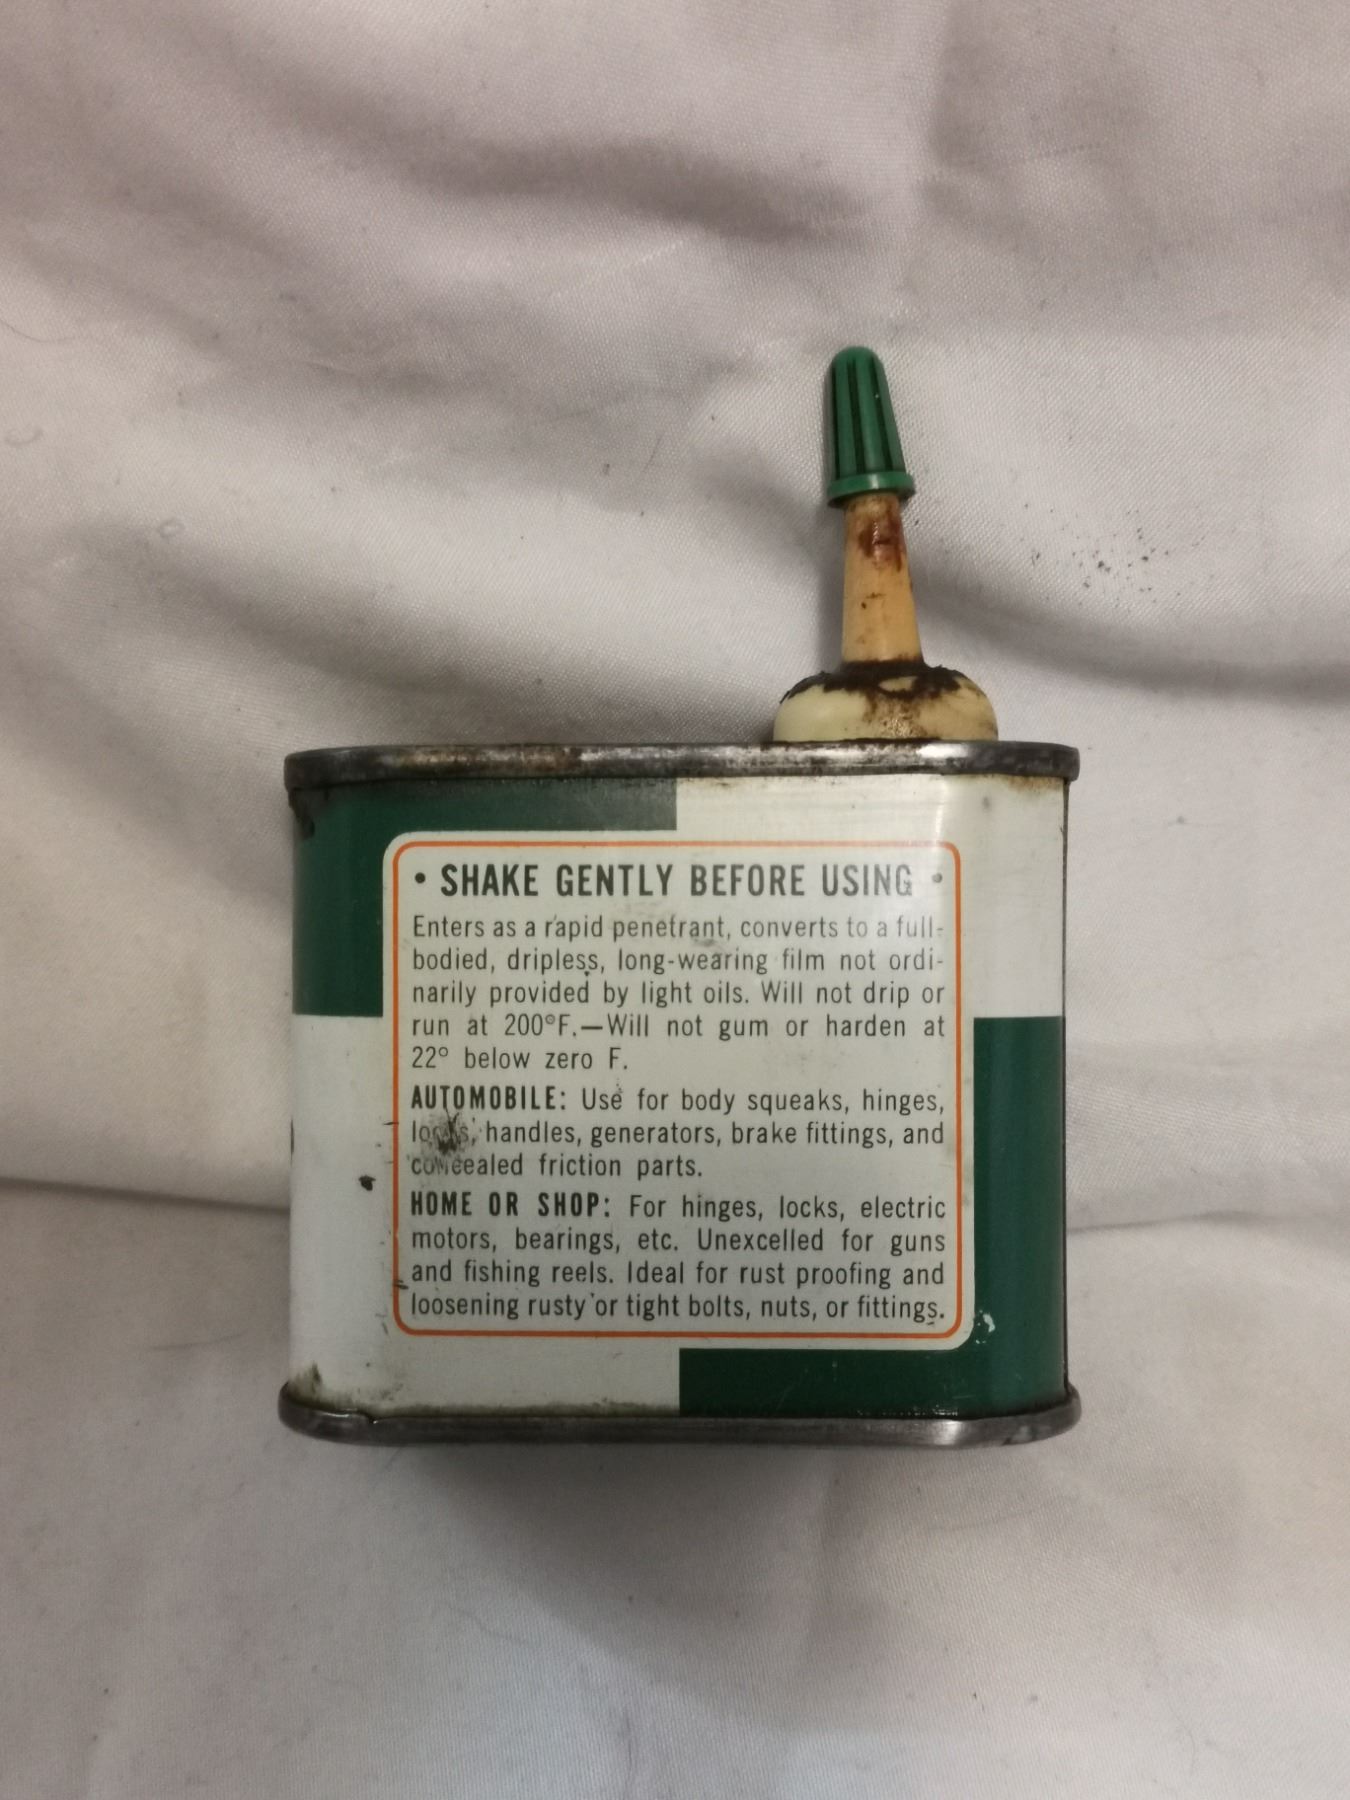 • SHAKE GENTLY BEFORE USING •
Enters as a rapid penetrant, converts to a full-
bodied, dripless, long-wearing film not ordi-
narily provided by light oils. Will not drip or
run at 200°F.—Will not gum or harden at
22° below zero F.
AUTOMOBILE: Use for body squeaks, hinges,
locks, handles, generators, brake fittings, and
concealed friction parts.
HOME OR SHOP: For hinges, locks, electric
motors, bearings, etc. Unexcelled for guns
and fishing reels. Ideal for rust proofing and
loosening rusty or tight bolts, nuts, or fittings.